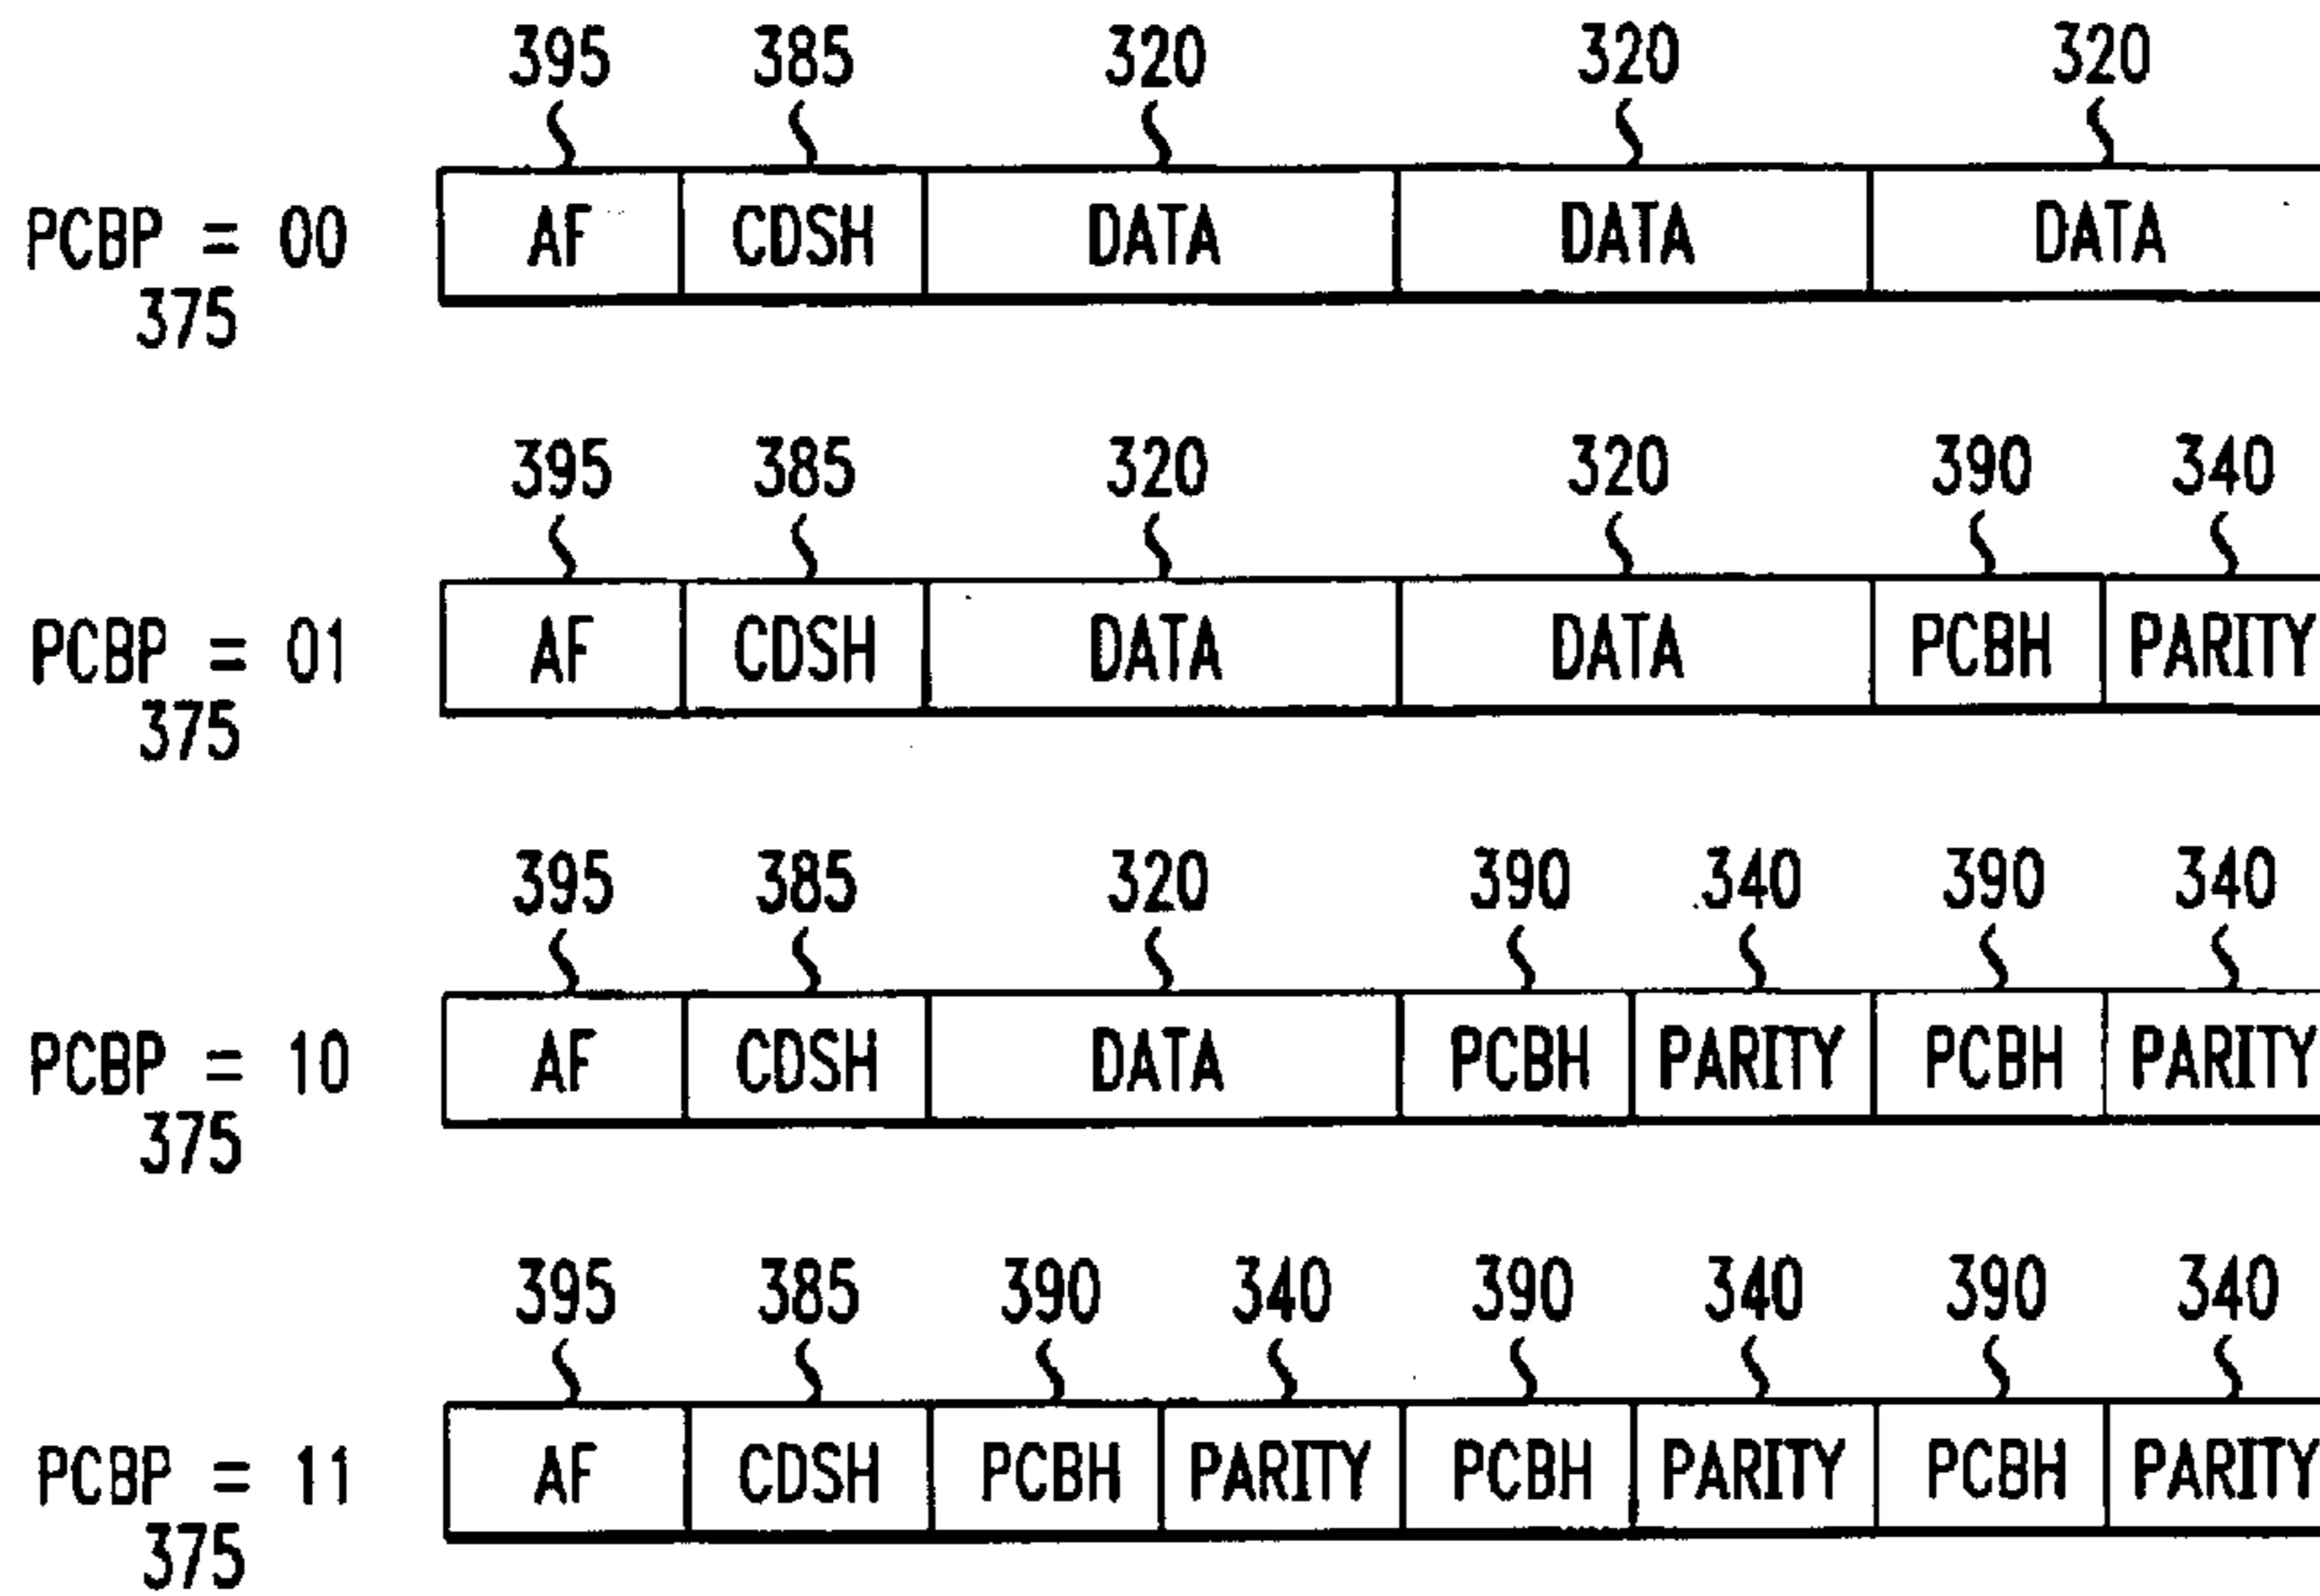 395 385 320 320 320
PCBP = 00 AF CDSH DATA DATA DATA
375
395 385 320 320 390 340
PCBP = 01 AF CDSH DATA DATA PCBH PARITY
375
395 385 320 390 340 390 340
PCBP = 10 AF CDSH DATA PCBH PARITY PCBH PARITY
375
395 385 390 340 390 340 390 340
PCBP = 11 AF CDSH PCBH PARITY PCBH PARITY PCBH PARITY
375